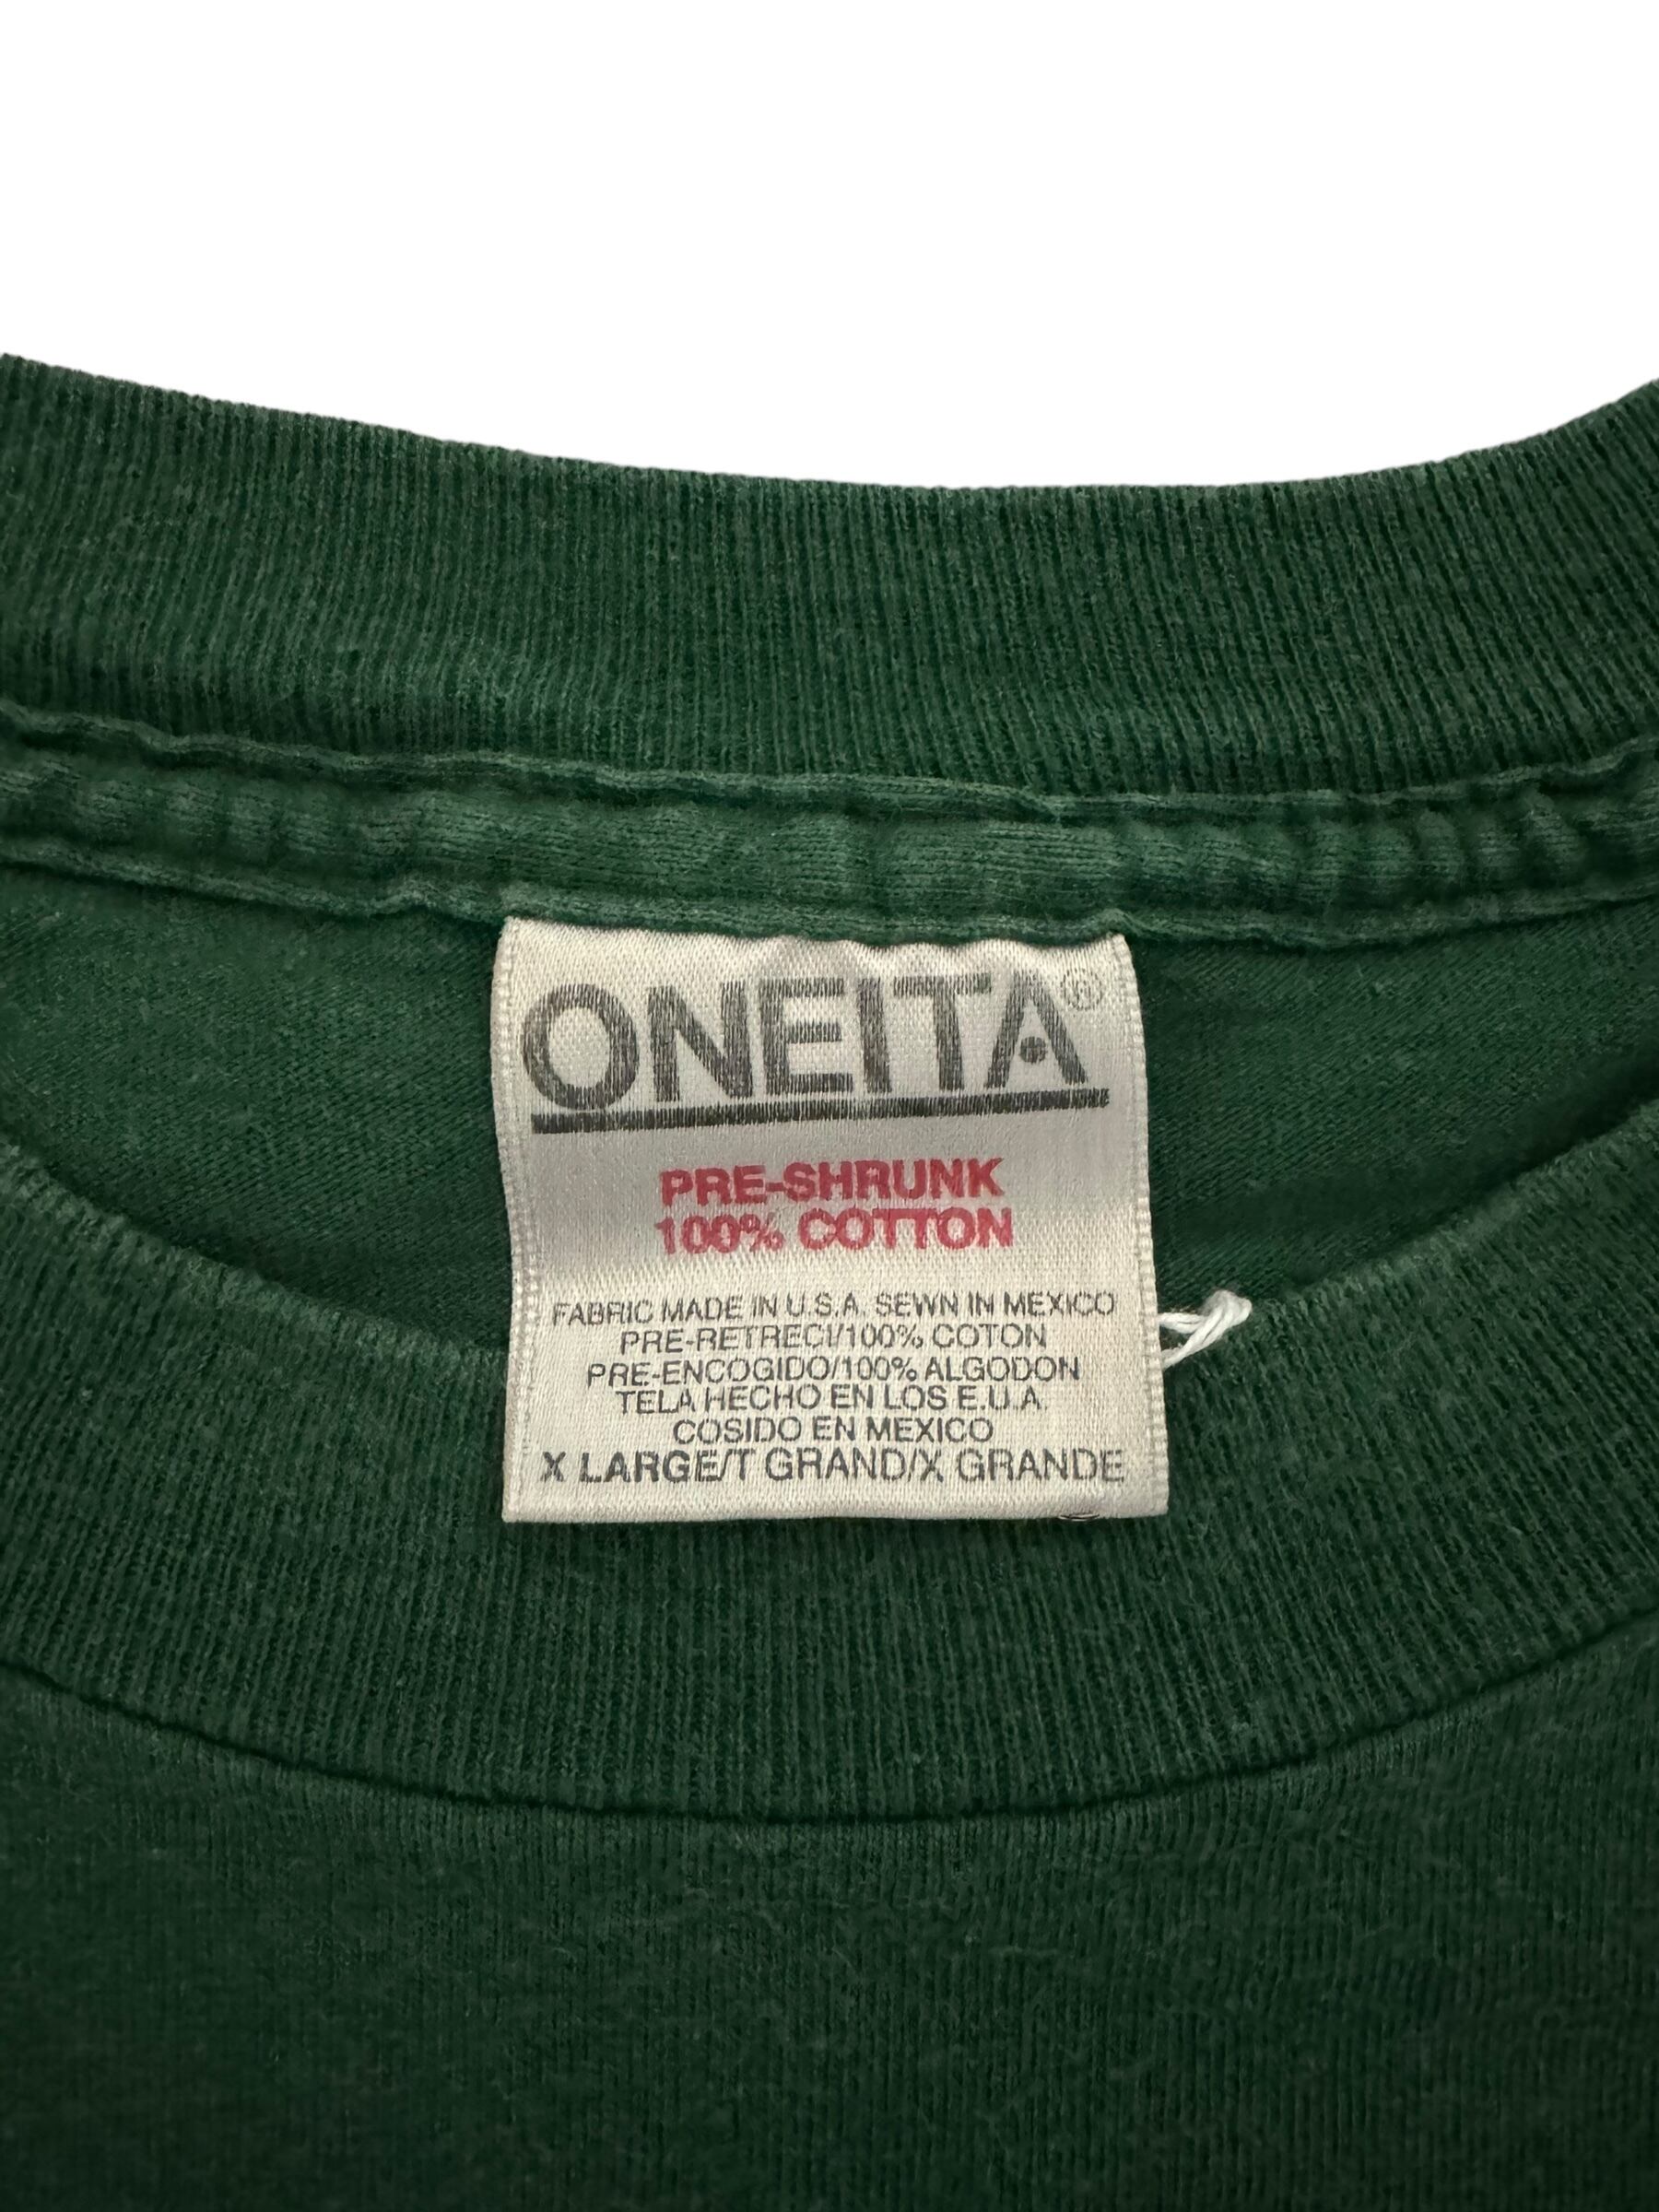 ONEITA®
PRE-SHRUNK
100% COTTON
FABRIC MADE IN U.S.A. SEWN IN MEXICO
PRE-RETRECI/100% COTON
PRE-ENCOGIDO/100% ALGODON
TELA HECHO EN LOS E.U.A.
COSIDO EN MEXICO
X LARGE/T GRAND/X GRANDE